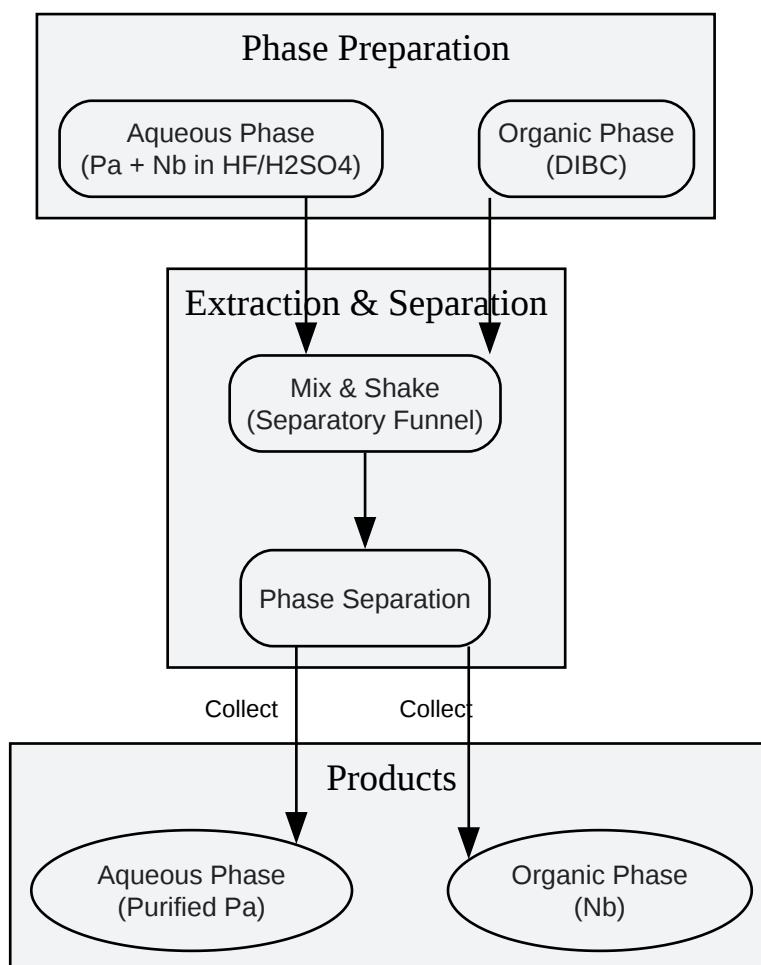 Phase Preparation
Aqueous Phase
(Pa + Nb in HF/H2SO4)
Organic Phase
(DIBC)
Extraction & Separation
Mix & Shake
(Separatory Funnel)
Phase Separation
Collect
Collect
Products
Aqueous Phase
(Purified Pa)
Organic Phase
(Nb)